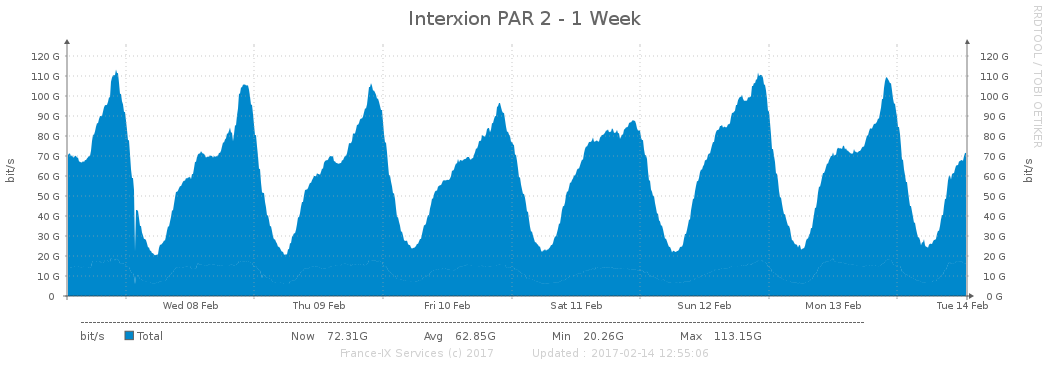 Interxion PAR 2 - 1 Week
RRDTOOL / TOBI OETIKER
120 G 120 G
110 G 110 G
100 G 100 G
90 G 90 G
80 G 80 G
70 G 70 G
60 G 60 G
50 G 50 G
40 G 40 G
30 G 30 G
20 G 20 G
10 G 10 G
0 0 G
bit/s
bit/s
Wed 08 Feb Thu 09 Feb Fri 10 Feb Sat 11 Feb Sun 12 Feb Mon 13 Feb Tue 14 Feb
bit/s Total Now 72.31G Avg 62.85G Min 20.26G Max 113.15G
France-IX Services (c) 2017 Updated : 2017-02-14 12:55:06